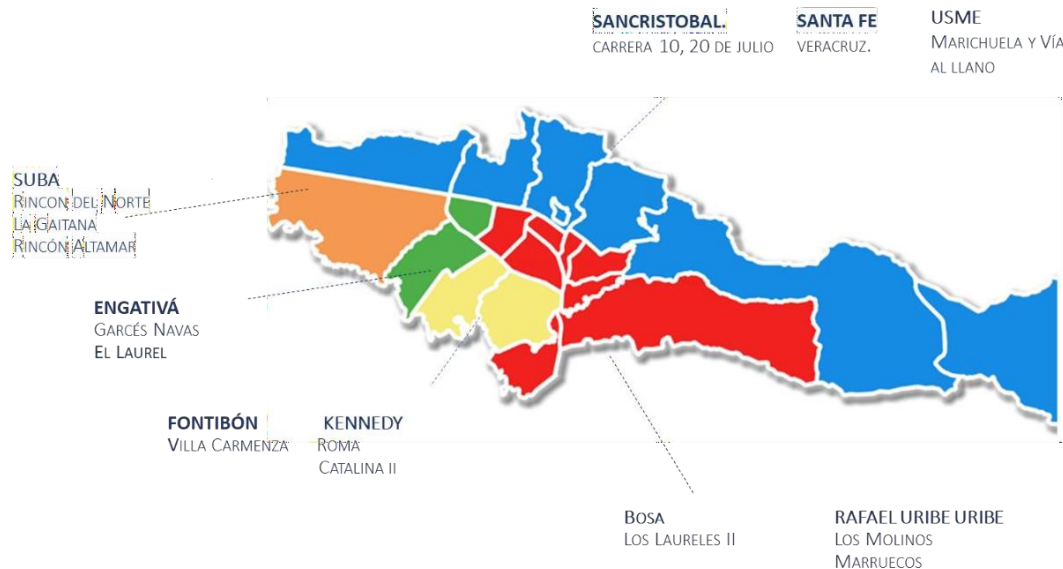 SANCRISTOBAL.
CARRERA 10, 20 DE JULIO
SANTA FE
VERACRUZ.
USME
MARICHUELA Y VÍA
AL LLANO
SUBA
RINCON DEL NORTE
LA GAITANA
RINCÓN ALTAMAR
ENGATIVÁ
GARCÉS NAVAS
EL LAUREL
FONTIBÓN
VILLA CARMENZA
KENNEDY
ROMA
CATALINA II
BOSA
LOS LAURELES II
RAFAEL URIBE URIBE
LOS MOLINOS
MARRUECOS